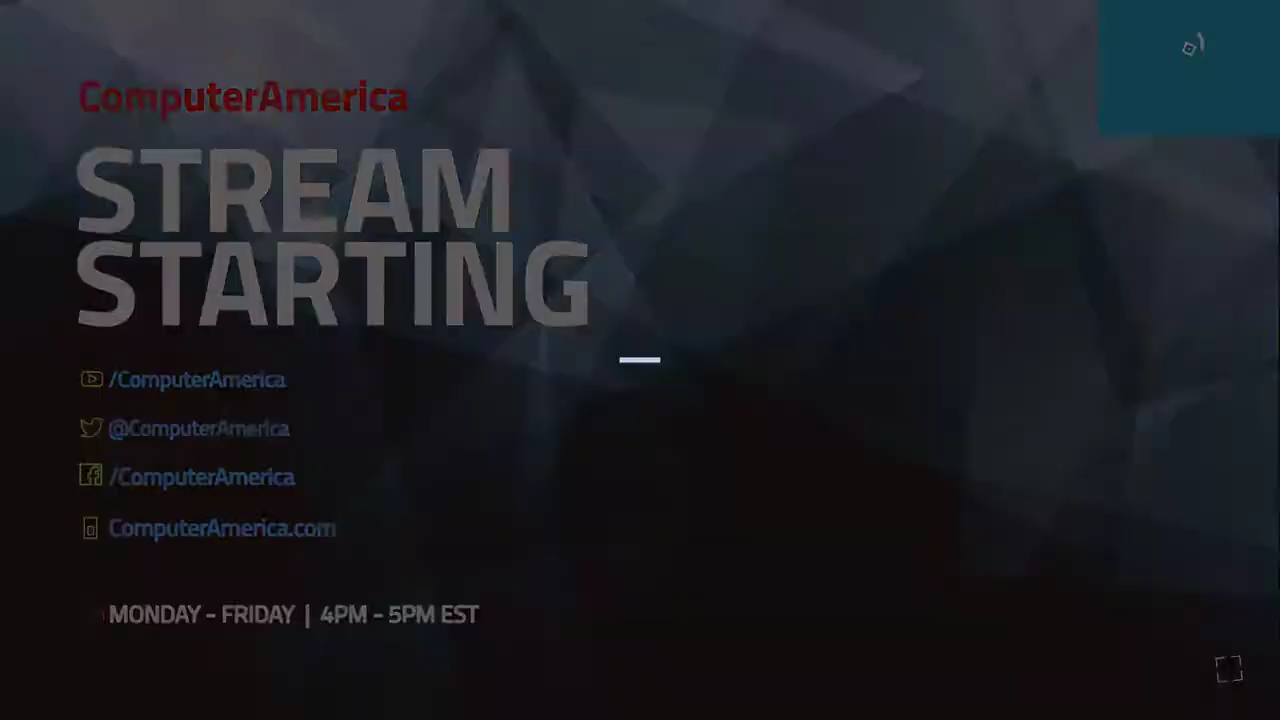 ComputerAmerica
STREAM
STARTING
/ComputerAmerica
@ComputerAmerica
/ComputerAmerica
ComputerAmerica.com
MONDAY - FRIDAY | 4PM - 5PM EST